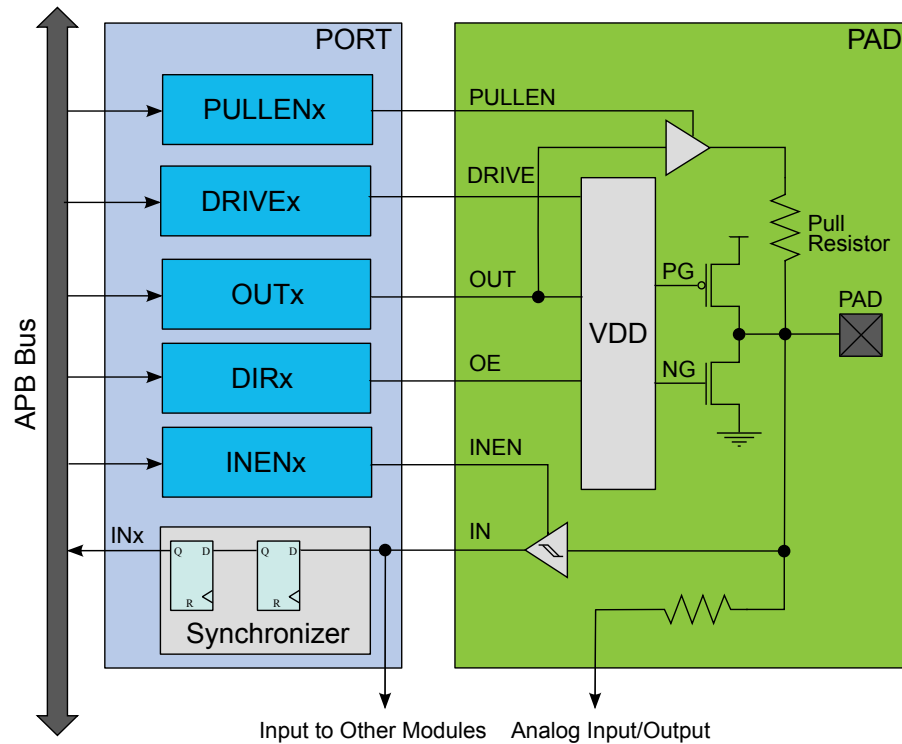 PORT
PAD
APB Bus
PULLENx
PULLEN
DRIVEx
DRIVE
Pull
Resistor
OUTx
OUT
PG
PAD
VDD
DIRx
OE
NG
INENx
INEN
INx
Q D
R
Q D
R
IN
Synchronizer
Input to Other Modules
Analog Input/Output